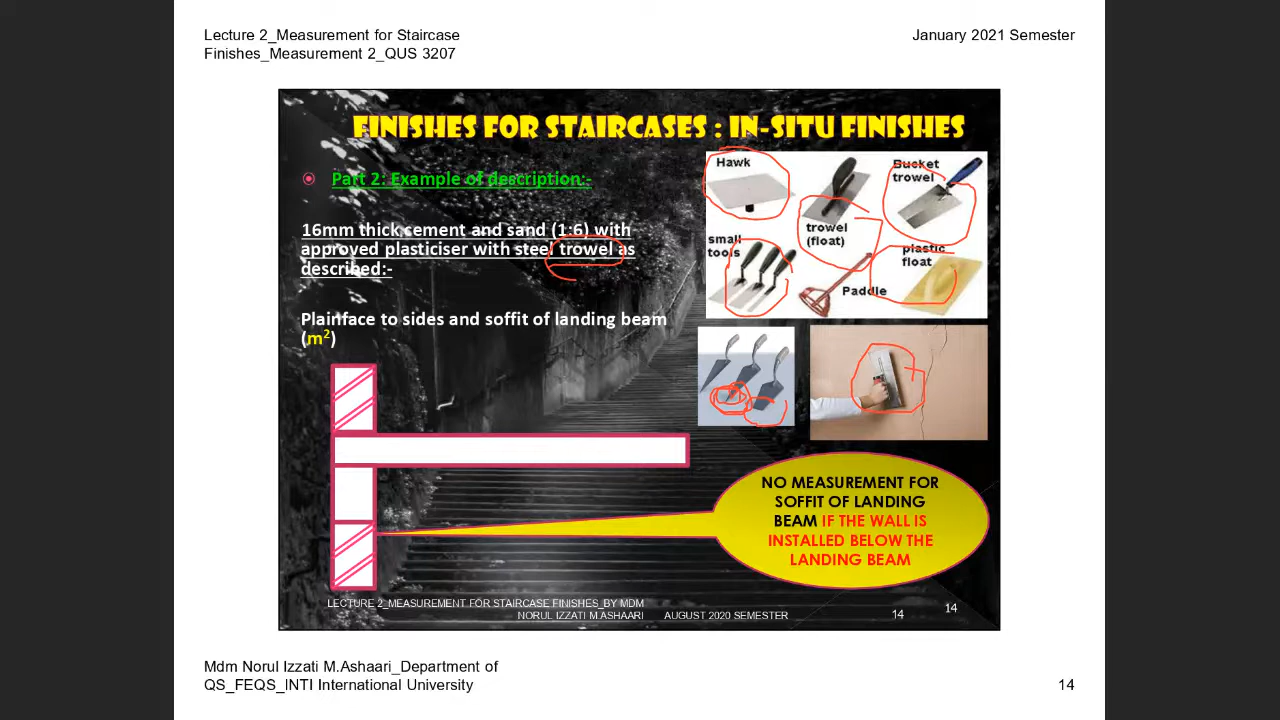 Lecture 2_Measurement for Staircase
Finishes_Measurement 2_QUS 3207
January 2021 Semester
FINISHES FOR STAIRCASES : IN-SITU FINISHES
Part 2: Example of description:-
16mm thick cement and sand (1:6) with
approved plasticiser with steel trowel as
described:-
Plainface to sides and soffit of landing beam
(m²)
Hawk
Bucket
trowel
trowel
(float)
small
tools
plastic
float
Paddle
NO MEASUREMENT FOR
SOFFIT OF LANDING
BEAM IF THE WALL IS
INSTALLED BELOW THE
LANDING BEAM
LECTURE 2_MEASUREMENT FOR STAIRCASE FINISHES_BY MDM
NORUL IZZATI M.ASHAARI
AUGUST 2020 SEMESTER
14
14
Mdm Norul Izzati M.Ashaari_Department of
QS_FEQS_INTI International University
14